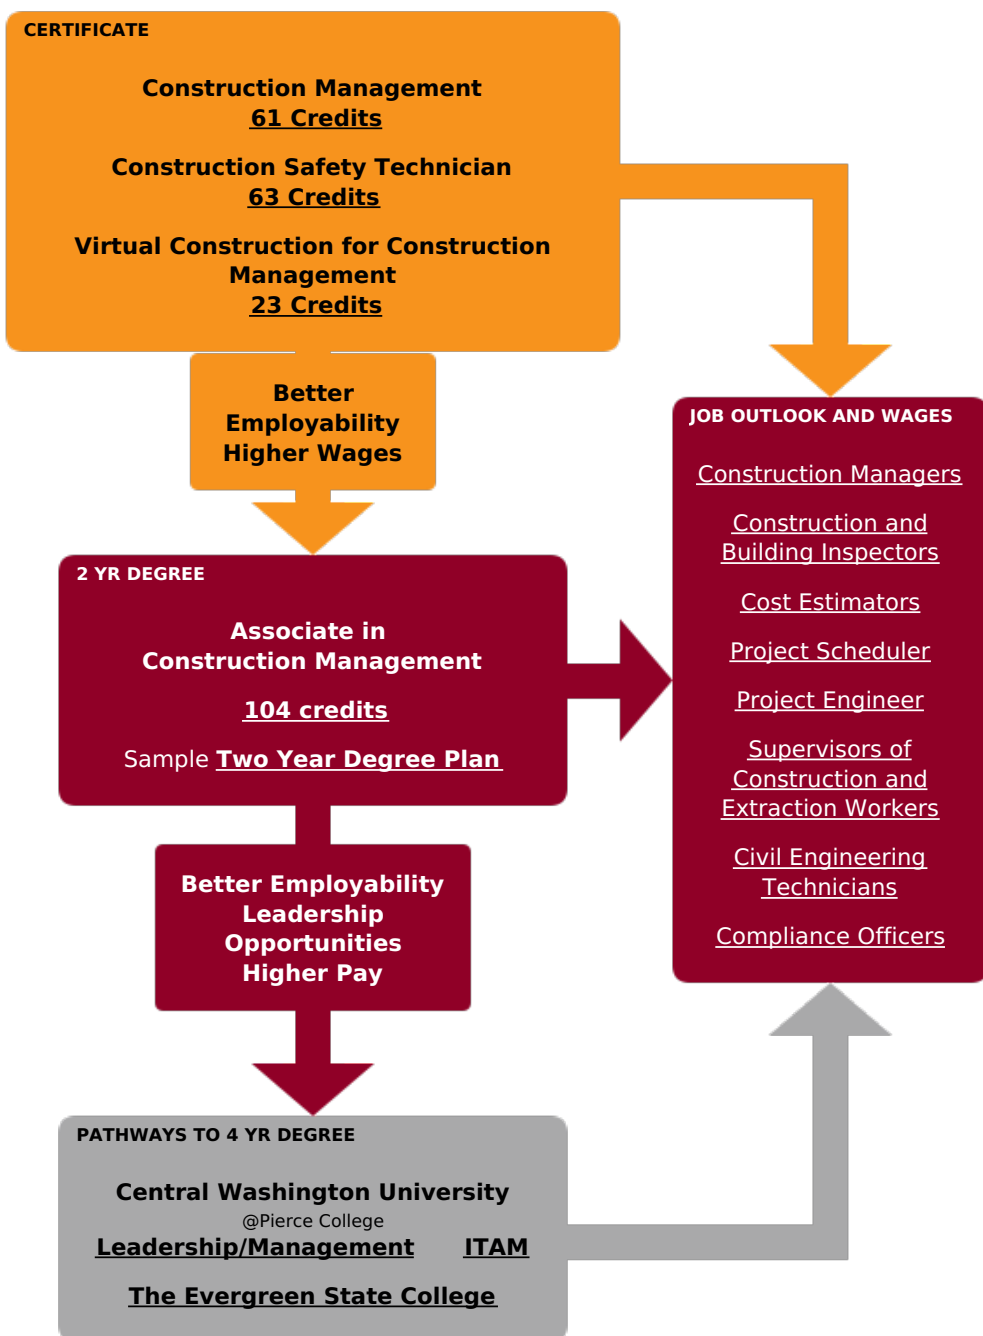 CERTIFICATE
Construction Management
61 Credits
Construction Safety Technician
63 Credits
Virtual Construction for Construction
Management
23 Credits
Better
Employability
Higher Wages
2 YR DEGREE
Associate in
Construction Management
104 credits
Sample Two Year Degree Plan
Better Employability
Leadership
Opportunities
Higher Pay
PATHWAYS TO 4 YR DEGREE
Central Washington University
@Pierce College
Leadership/Management ITAM
The Evergreen State College
JOB OUTLOOK AND WAGES
Construction Managers
Construction and
Building Inspectors
Cost Estimators
Project Scheduler
Project Engineer
Supervisors of
Construction and
Extraction Workers
Civil Engineering
Technicians
Compliance Officers